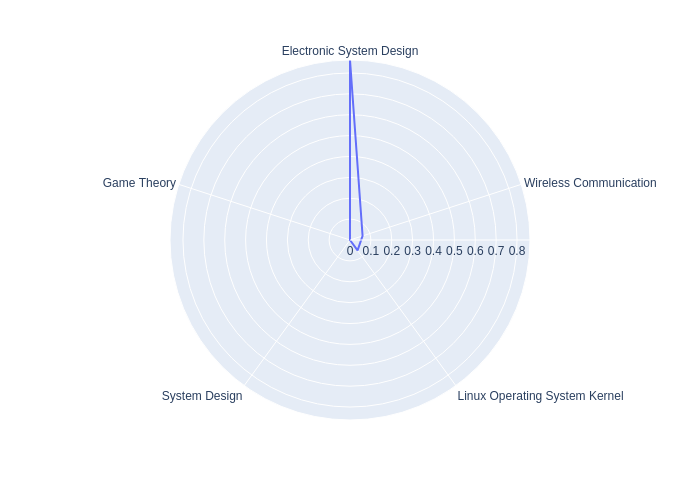 Electronic System Design
Game Theory
Wireless Communication
0 0.1 0.2 0.3 0.4 0.5 0.6 0.7 0.8
System Design
Linux Operating System Kernel